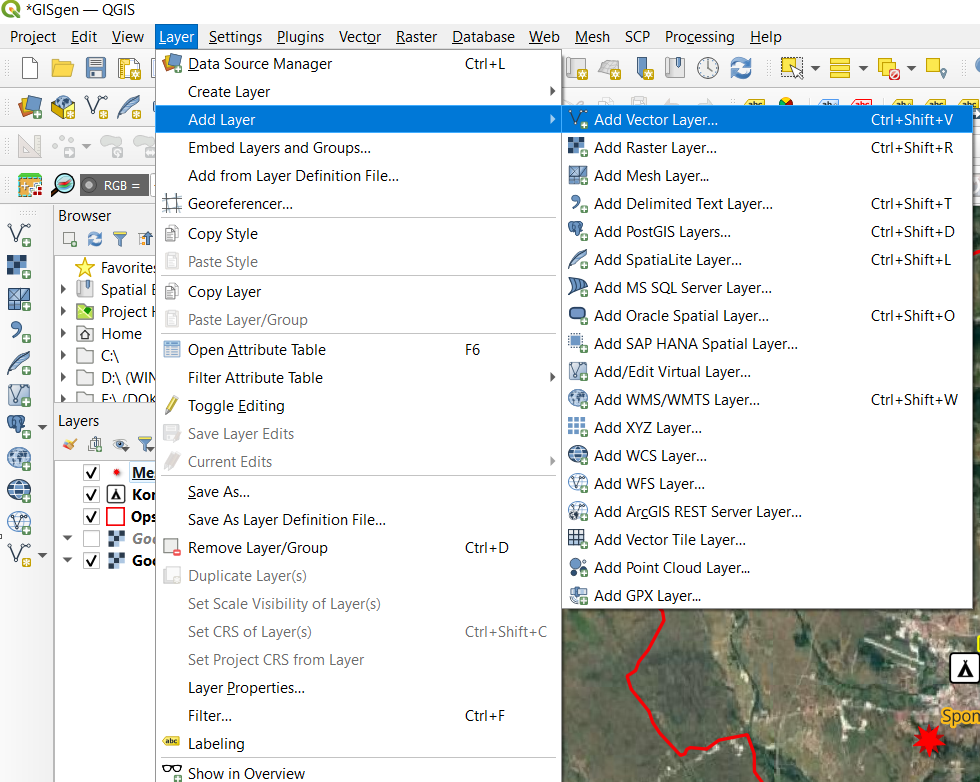 *GISgen — QGIS
Project Edit View Layer Settings Plugins Vector Raster Database Web Mesh SCP Processing Help
Data Source Manager Ctrl+L
Create Layer
Add Layer
Embed Layers and Groups...
Add from Layer Definition File...
Georeferencer...
Copy Style
Paste Style
Copy Layer
Paste Layer/Group
Open Attribute Table F6
Filter Attribute Table
Toggle Editing
Save Layer Edits
Current Edits
Save As...
Save As Layer Definition File...
Remove Layer/Group Ctrl+D
Duplicate Layer(s)
Set Scale Visibility of Layer(s)
Set CRS of Layer(s) Ctrl+Shift+C
Set Project CRS from Layer
Layer Properties...
Filter... Ctrl+F
abc Labeling
Show in Overview
Add Vector Layer... Ctrl+Shift+V
Add Raster Layer... Ctrl+Shift+R
Add Mesh Layer...
Add Delimited Text Layer... Ctrl+Shift+T
Add PostGIS Layers... Ctrl+Shift+D
Add SpatiaLite Layer... Ctrl+Shift+L
Add MS SQL Server Layer...
Add Oracle Spatial Layer... Ctrl+Shift+O
Add SAP HANA Spatial Layer...
Add/Edit Virtual Layer...
Add WMS/WMTS Layer... Ctrl+Shift+W
Add XYZ Layer...
Add WCS Layer...
Add WFS Layer...
Add ArcGIS REST Server Layer...
Add Vector Tile Layer...
Add Point Cloud Layer...
Add GPX Layer...
RGB =
Browser
Favorites
Spatial
Project
Home
C:\
D:\ (WIN
Layers
Me
Kor
Ops
Goo
Goo
Spon